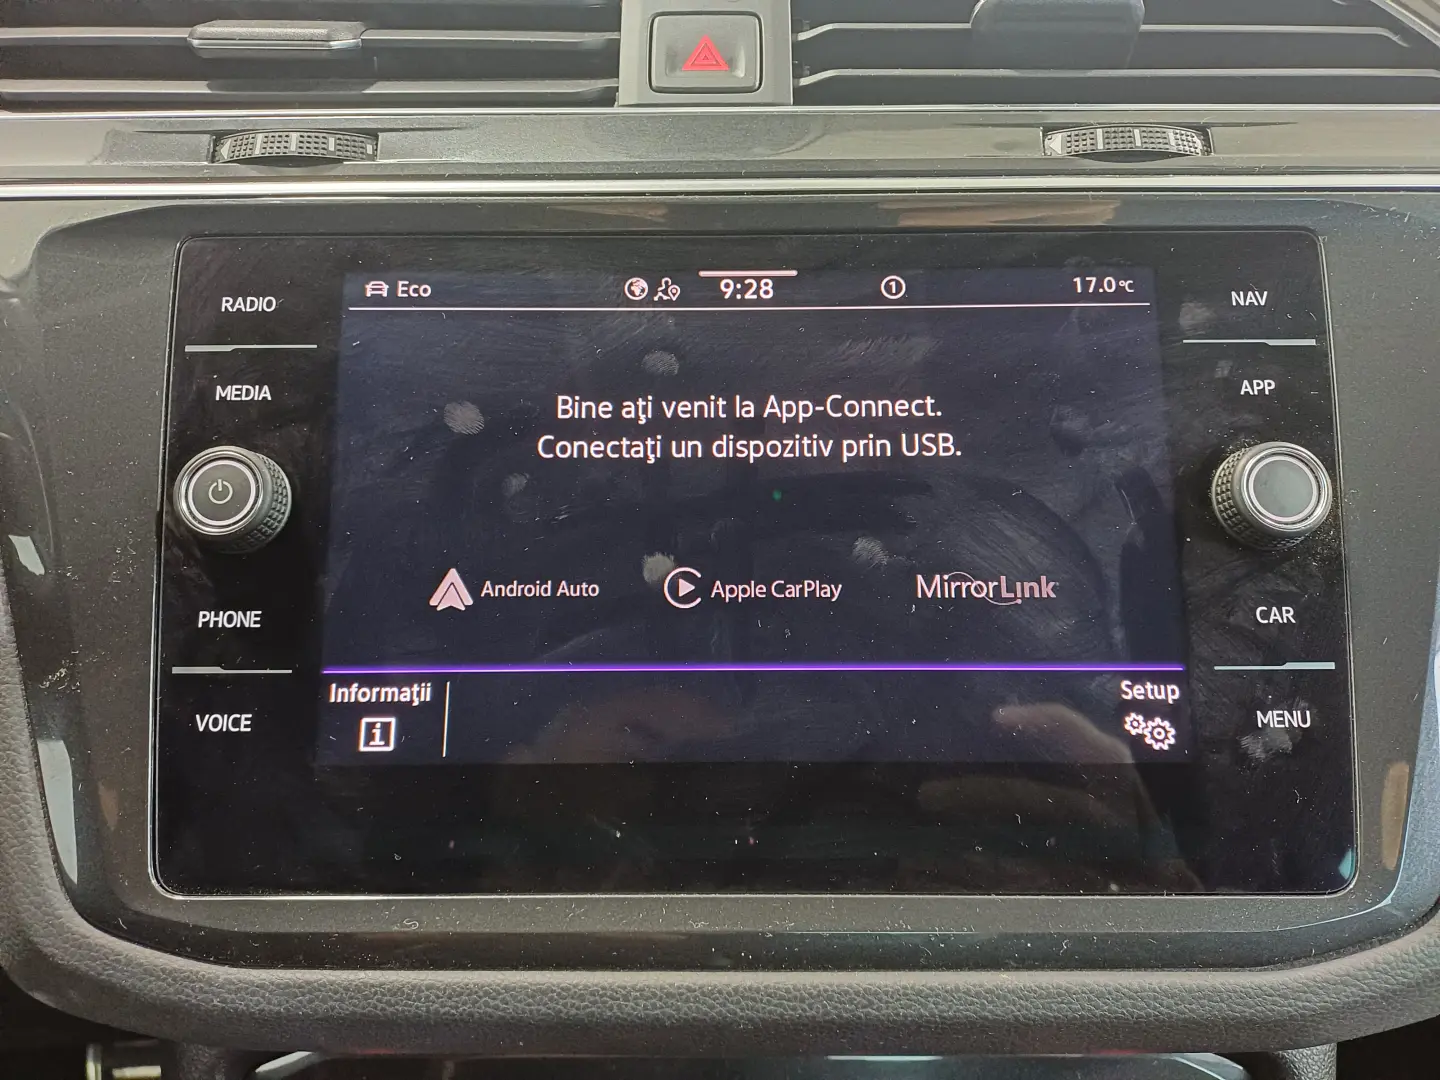 RADIO
MEDIA
PHONE
VOICE
Eco
9:28
1
17.0°C
Bine aţi venit la App-Connect.
Conectaţi un dispozitiv prin USB.
Android Auto
Apple CarPlay
MirrorLink
Informaţii
i
Setup
NAV
APP
CAR
MENU